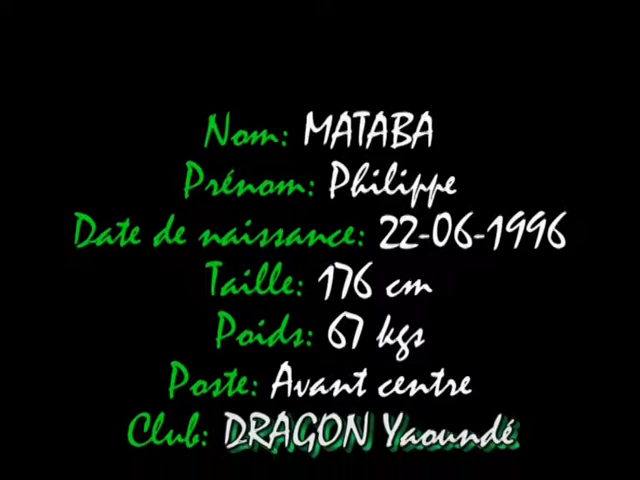 Nom: MATABA
Prénom: Philippe
Date de naissance: 22-06-1996
Taille: 176 cm
Poids: 67 kgs
Poste: Avant centre
Club: DRAGON Yaoundé